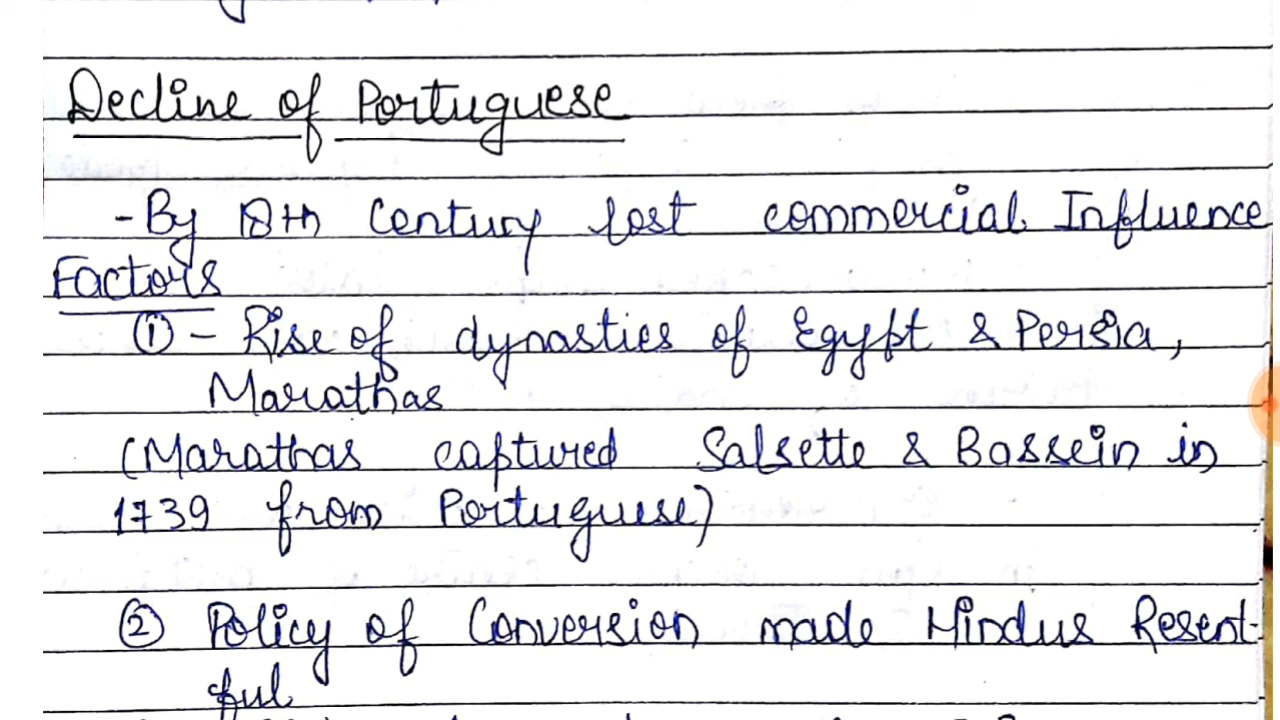 Decline of Portuguese
- By 18th Century lost commercial Influence
Factors
① - Rise of dynasties of Egypt & Persia,
Marathas
(Marathas captured Salsette & Bassein in
1739 from Portuguese)
② Policy of Conversion made Hindus Resent-
ful